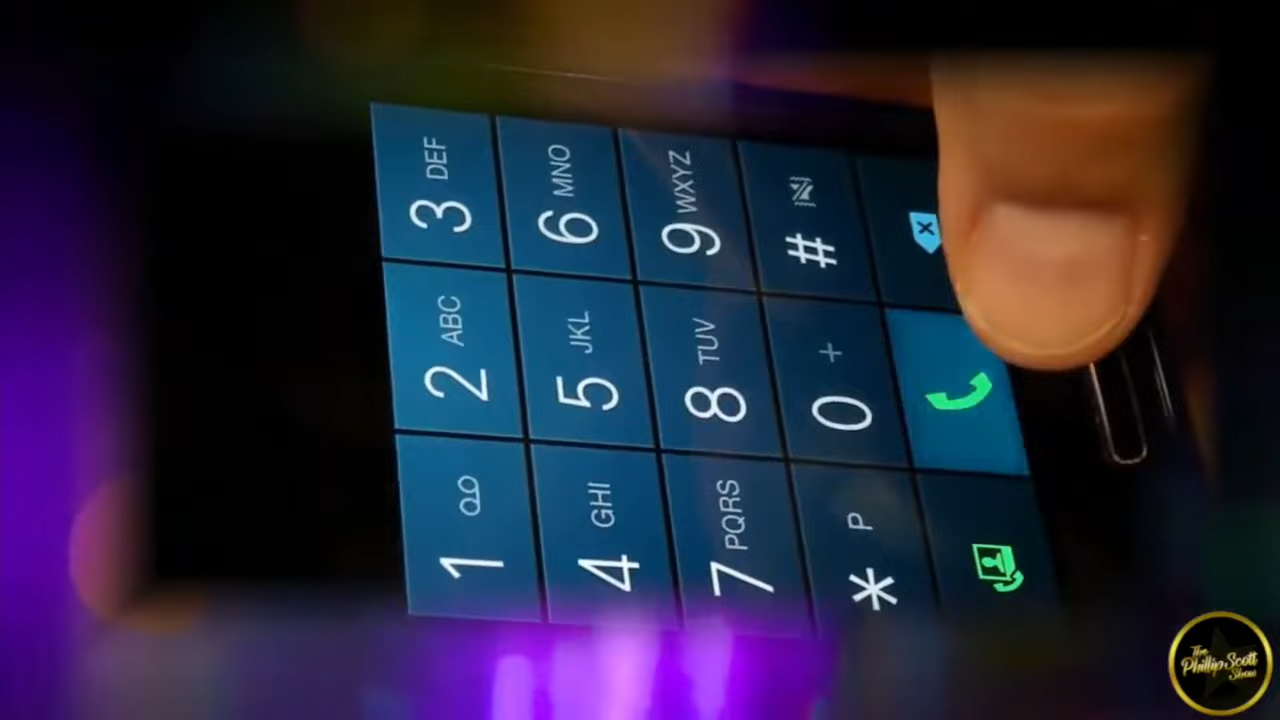 1
2 ABC
3 DEF
4 GHI
5 JKL
6 MNO
7 PQRS
8 TUV
9 WXYZ
* P
0 +
#
The
Phillip Scott
Show